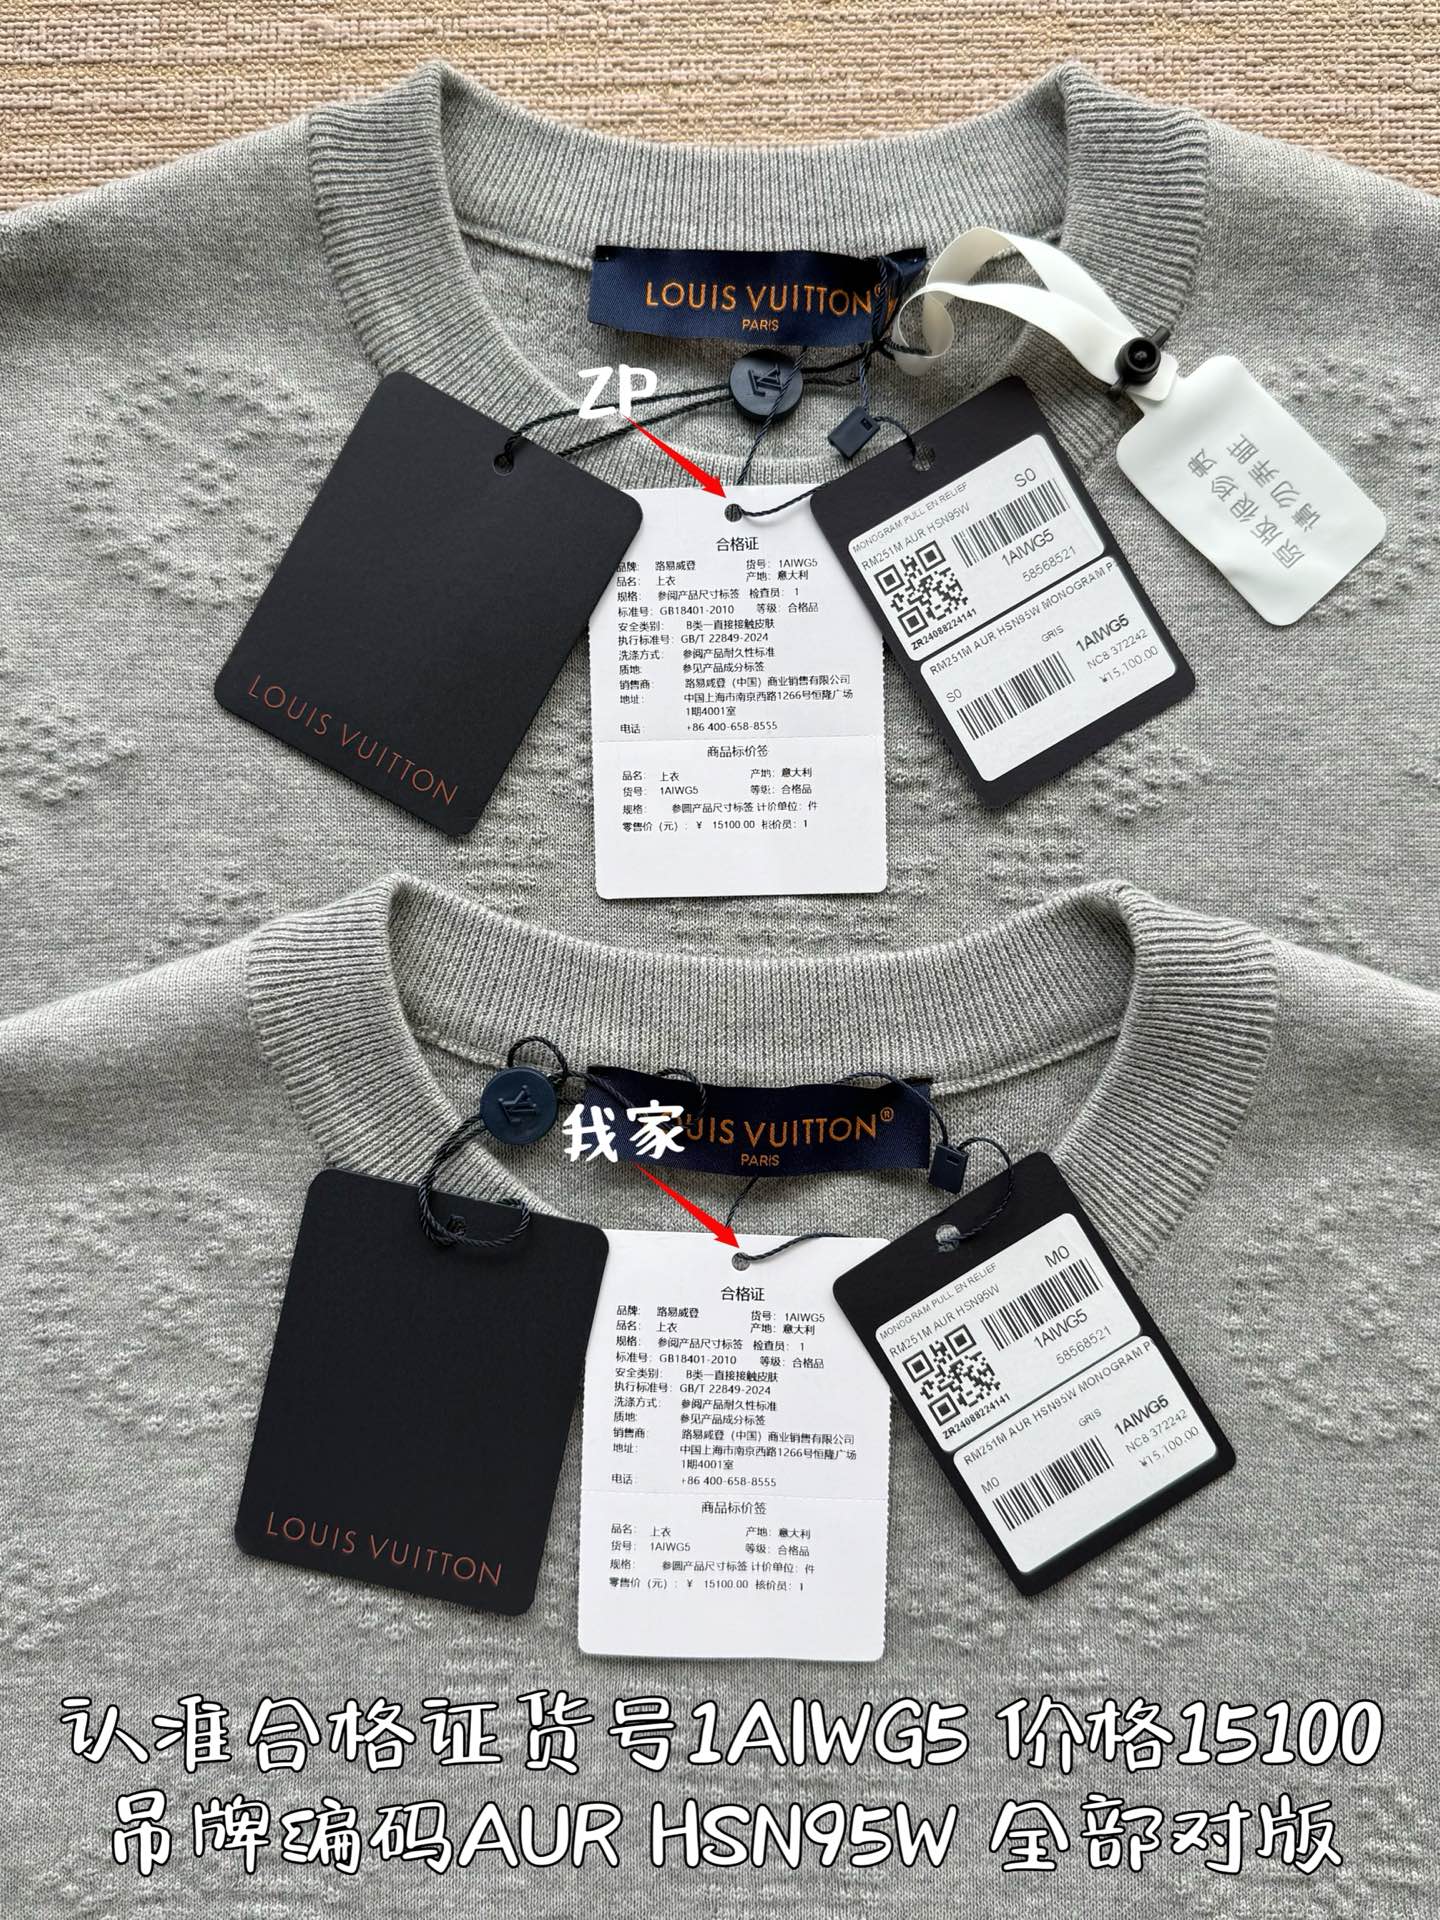 LOUIS VUITTON®
PARIS
ZP
LOUIS VUITTON
合格证
品牌： 路易威登 货号： 1AIWG5
品名： 上衣 产地：意大利
规格： 参阅产品尺寸标签 检查员： 1
标准号：GB18401-2010 等级：合格品
安全类别： B类一直接接触皮肤
执行标准号：GB/T 22849-2024
洗涤方式： 参阅产品耐久性标准
质地： 参见产品成分标签
销售商： 路易威登（中国）商业销售有限公司
地址： 中国上海市南京西路1266号恒隆广场
1期4001室
电话： +86 400-658-8555
商品标价签
品名： 上衣 产地：意大利
货号： 1AIWG5 等级：合格品
规格： 参圆产品尺寸标签 计价单位：件
零售价（元）：¥ 15100.00 核价员：1
MONOGRAM PULL EN RELIEF
RM251M AUR HSN95W S0
1AIWG5
58568521
ZR24088224141
RM251M AUR HSN95W MONOGRAM P
GRIS
1AIWG5
S0
NC8 372242
¥15,100.00
原版很珍贵
请勿弄脏
我家
UIS VUITTON®
PARIS
LOUIS VUITTON
合格证
品牌： 路易威登 货号： 1AIWG5
品名： 上衣 产地：意大利
规格： 参阅产品尺寸标签 检查员： 1
标准号：GB18401-2010 等级：合格品
安全类别： B类一直接接触皮肤
执行标准号：GB/T 22849-2024
洗涤方式： 参阅产品耐久性标准
质地： 参见产品成分标签
销售商： 路易威登（中国）商业销售有限公司
地址： 中国上海市南京西路1266号恒隆广场
1期4001室
电话： +86 400-658-8555
商品标价签
品名： 上衣 产地：意大利
货号： 1AIWG5 等级：合格品
规格： 参圆产品尺寸标签 计价单位：件
零售价（元）：¥ 15100.00 核价员：1
MONOGRAM PULL EN RELIEF
RM251M AUR HSN95W M0
1AIWG5
58568521
ZR24088224141
RM251M AUR HSN95W MONOGRAM P
GRIS
1AIWG5
M0
NC8 372242
¥15,100.00
认准合格证货号1AIWG5 价格15100
吊牌编码AUR HSN95W 全部对版